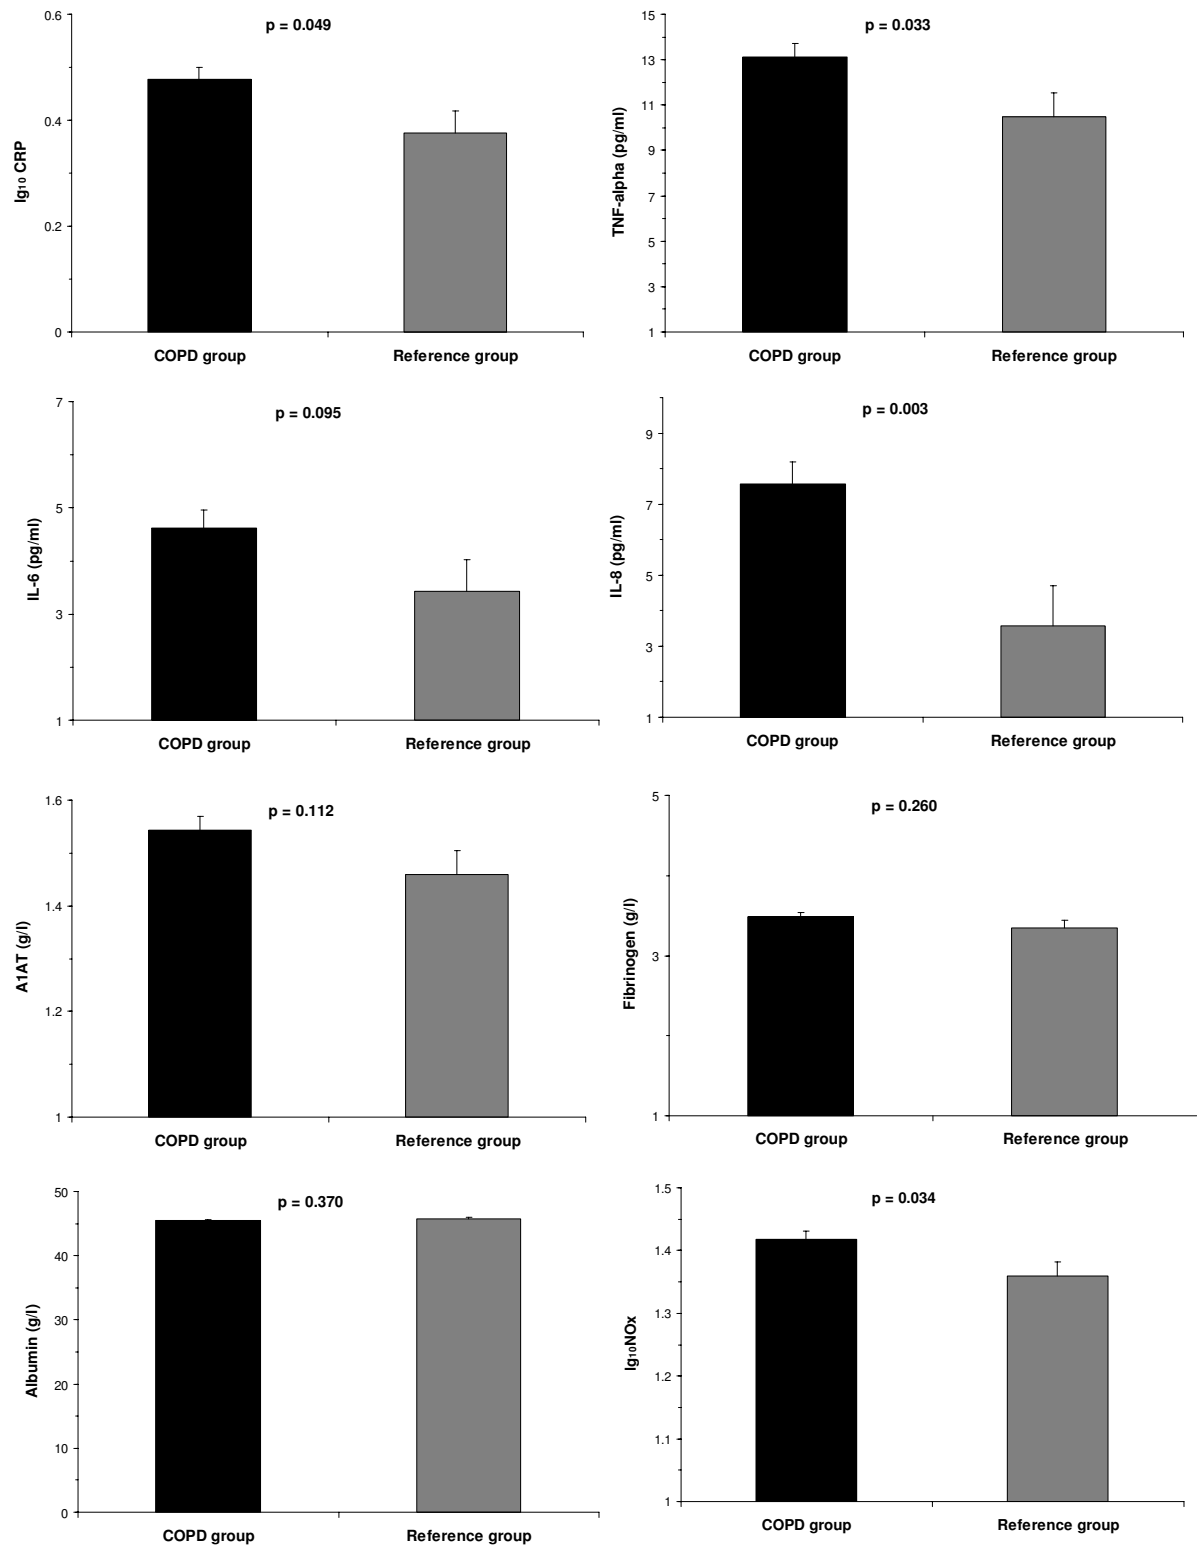 p = 0.049
lg10 CRP
0.6
0.4
0.2
0
COPD group Reference group
p = 0.033
TNF-alpha (pg/ml)
15
13
11
9
7
5
3
1
COPD group Reference group
p = 0.095
IL-6 (pg/ml)
7
5
3
1
COPD group Reference group
p = 0.003
IL-8 (pg/ml)
9
7
5
3
1
COPD group Reference group
p = 0.112
A1AT (g/l)
1.6
1.4
1.2
1
COPD group Reference group
p = 0.260
Fibrinogen (g/l)
5
3
1
COPD group Reference group
p = 0.370
Albumin (g/l)
50
40
30
20
10
0
COPD group Reference group
p = 0.034
lg10NOx
1.5
1.4
1.3
1.2
1.1
1
COPD group Reference group